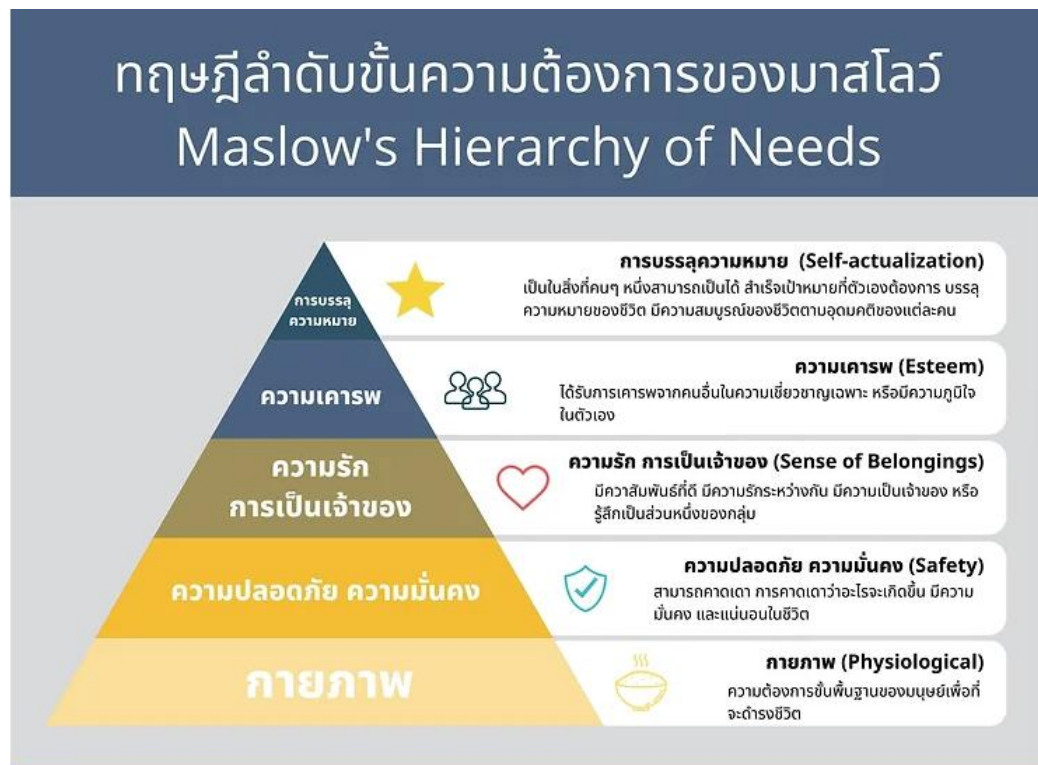 ทฤษฎีลำดับขั้นความต้องการของมาสโลว์
Maslow's Hierarchy of Needs
การบรรลุ
ความหมาย
การบรรลุความหมาย (Self-actualization)
เป็นในสิ่งที่คนๆ หนึ่งสามารถเป็นได้ สำเร็จเป้าหมายที่ตัวเองต้องการ บรรลุ
ความหมายของชีวิต มีความสมบูรณ์ของชีวิตตามอุดมคติของแต่ละคน
ความเคารพ
ความเคารพ (Esteem)
ได้รับการเคารพจากคนอื่นในความเชี่ยวชาญเฉพาะ หรือมีความภูมิใจ
ในตัวเอง
ความรัก
การเป็นเจ้าของ
ความรัก การเป็นเจ้าของ (Sense of Belongings)
มีควาสัมพันธ์ที่ดี มีความรักระหว่างกัน มีความเป็นเจ้าของ หรือ
รู้สึกเป็นส่วนหนึ่งของกลุ่ม
ความปลอดภัย ความมั่นคง
ความปลอดภัย ความมั่นคง (Safety)
สามารถคาดเดา การคาดเดาว่าอะไรจะเกิดขึ้น มีความ
มั่นคง และแน่นอนในชีวิต
กายภาพ
กายภาพ (Physiological)
ความต้องการขั้นพื้นฐานของมนุษย์เพื่อที่
จะดำรงชีวิต